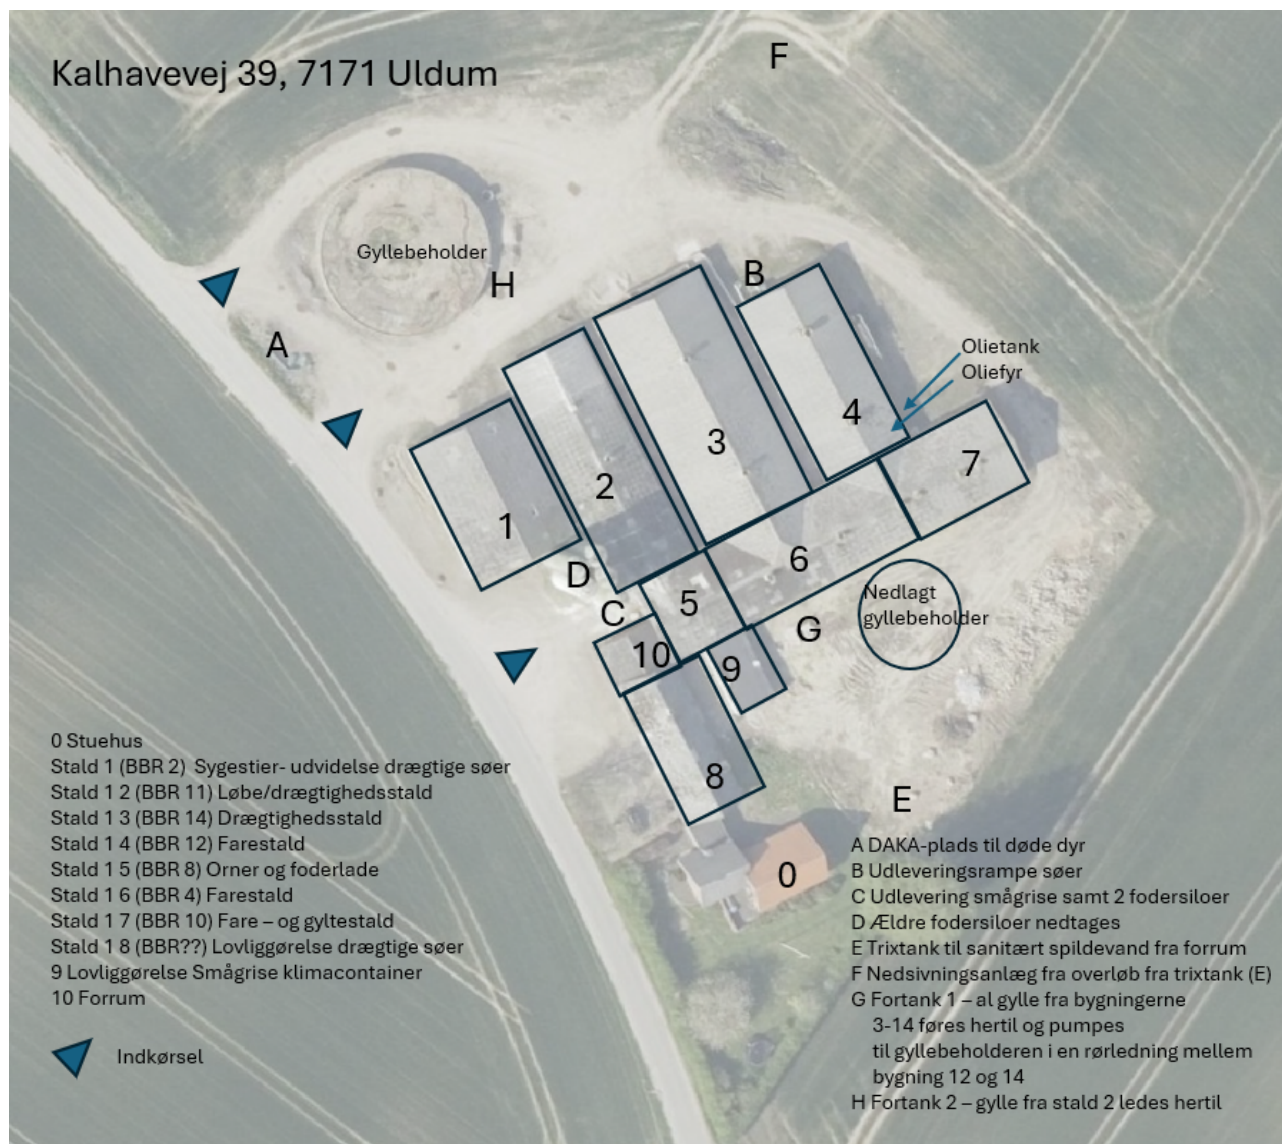 Kalhavevej 39, 7171 Uldum
F
Gyllebeholder
H
B
A
Olietank
Oliefyr
4
3
7
2
1
6
D
Nedlagt
gyllebeholder
5
C
G
10
9
8
E
0
0 Stuehus
Stald 1 (BBR 2)  Sygestier- udvidelse drægtige søer
Stald 1 2 (BBR 11) Løbe/drægtighedsstald
Stald 1 3 (BBR 14) Drægtighedsstald
Stald 1 4 (BBR 12) Farestald
Stald 1 5 (BBR 8) Orner og foderlade
Stald 1 6 (BBR 4) Farestald
Stald 1 7 (BBR 10) Fare – og gyltestald
Stald 1 8 (BBR??) Lovliggørelse drægtige søer
9 Lovliggørelse Smågrise klimacontainer
10 Forrum
Indkørsel
A DAKA-plads til døde dyr
B Udleveringsrampe søer
C Udlevering smågrise samt 2 fodersiloer
D Ældre fodersiloer nedtages
E Trixtank til sanitært spildevand fra forrum
F Nedsivningsanlæg fra overløb fra trixtank (E)
G Fortank 1 – al gylle fra bygningerne
3-14 føres hertil og pumpes
til gyllebeholderen i en rørledning mellem
bygning 12 og 14
H Fortank 2 – gylle fra stald 2 ledes hertil